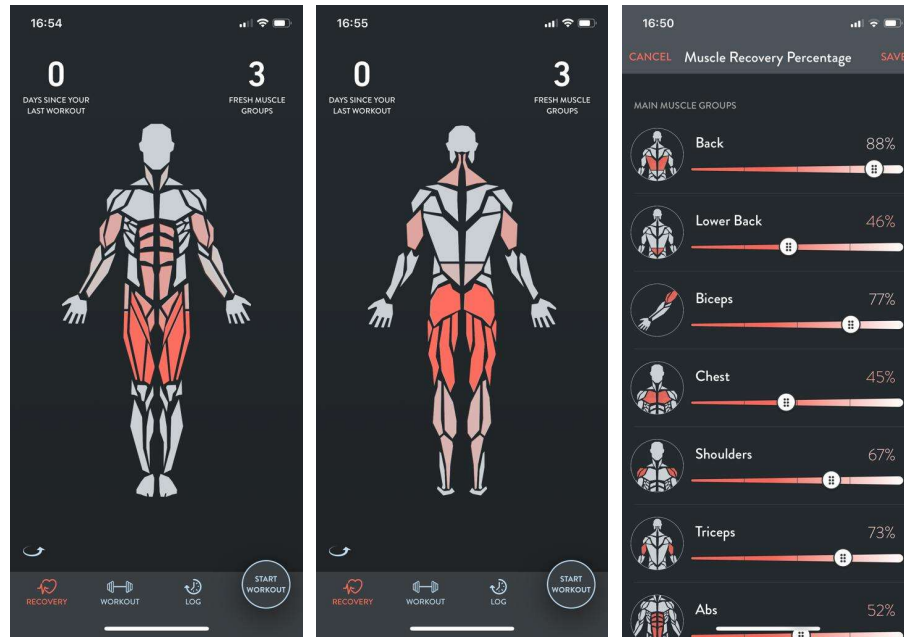 16:54
0
DAYS SINCE YOUR
LAST WORKOUT
3
FRESH MUSCLE
GROUPS
RECOVERY
WORKOUT
LOG
START
WORKOUT
16:55
0
DAYS SINCE YOUR
LAST WORKOUT
3
FRESH MUSCLE
GROUPS
RECOVERY
WORKOUT
LOG
START
WORKOUT
16:50
CANCEL Muscle Recovery Percentage SAVE
MAIN MUSCLE GROUPS
Back 88%
Lower Back 46%
Biceps 77%
Chest 45%
Shoulders 67%
Triceps 73%
Abs 52%